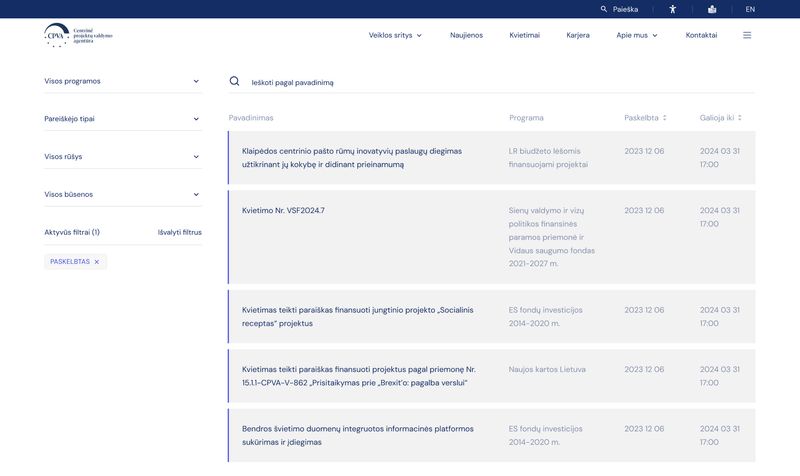 Paieška
EN
CPVA
Centrinė
projektų valdymo
agentūra
Veiklos sritys
Naujienos
Kvietimai
Karjera
Apie mus
Kontaktai
Visos programos
Pareiškėjo tipai
Visos rūšys
Visos būsenos
Aktyvūs filtrai (1)
Išvalyti filtrus
PASKELBTAS ×
Ieškoti pagal pavadinimą
Pavadinimas
Programa
Paskelbta
Galioja iki
Klaipėdos centrinio pašto rūmų inovatyvių paslaugų diegimas
užtikrinant jų kokybę ir didinant prieinamumą
LR biudžeto lėšomis
finansuojami projektai
2023 12 06
2024 03 31
17:00
Kvietimo Nr. VSF2024.7
Sienų valdymo ir vizų
politikos finansinės
paramos priemonė ir
Vidaus saugumo fondas
2021-2027 m.
2023 12 06
2024 03 31
17:00
Kvietimas teikti paraiškas finansuoti jungtinio projekto „Socialinis
receptas“ projektus
ES fondų investicijos
2014-2020 m.
2023 12 06
2024 03 31
17:00
Kvietimas teikti paraiškas finansuoti projektus pagal priemonę Nr.
15.1.1-CPVA-V-862 „Prisitaikymas prie „Brexit'o: pagalba verslui“
Naujos kartos Lietuva
2023 12 06
2024 03 31
17:00
Bendros švietimo duomenų integruotos informacinės platformos
sukūrimas ir įdiegimas
ES fondų investicijos
2014-2020 m.
2023 12 06
2024 03 31
17:00